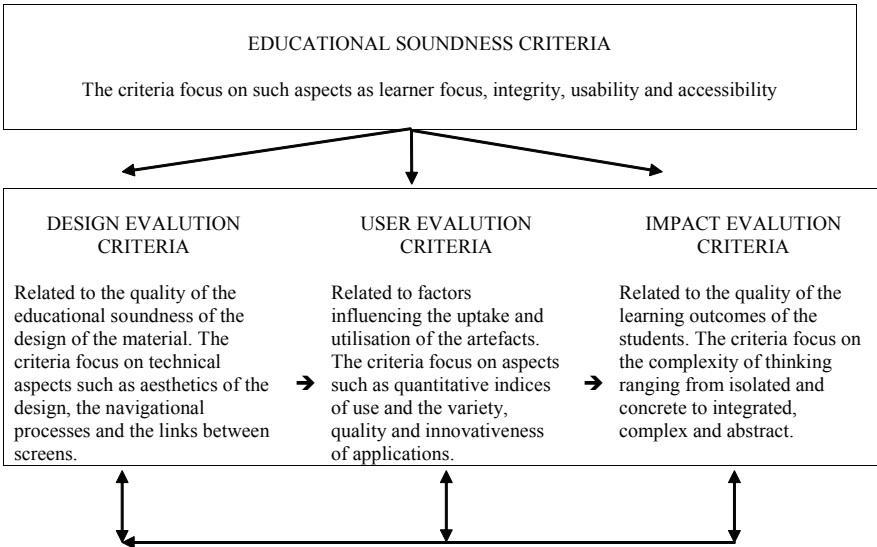 EDUCATIONAL SOUNDNESS CRITERIA
The criteria focus on such aspects as learner focus, integrity, usability and accessibility
DESIGN EVALUTION
CRITERIA
Related to the quality of the
educational soundness of the
design of the material. The
criteria focus on technical
aspects such as aesthetics of the
design, the navigational
processes and the links between
screens.
USER EVALUTION
CRITERIA
Related to factors
influencing the uptake and
utilisation of the artefacts.
The criteria focus on aspects
such as quantitative indices
of use and the variety,
quality and innovativeness
of applications.
IMPACT EVALUTION
CRITERIA
Related to the quality of the
learning outcomes of the
students. The criteria focus on
the complexity of thinking
ranging from isolated and
concrete to integrated,
complex and abstract.